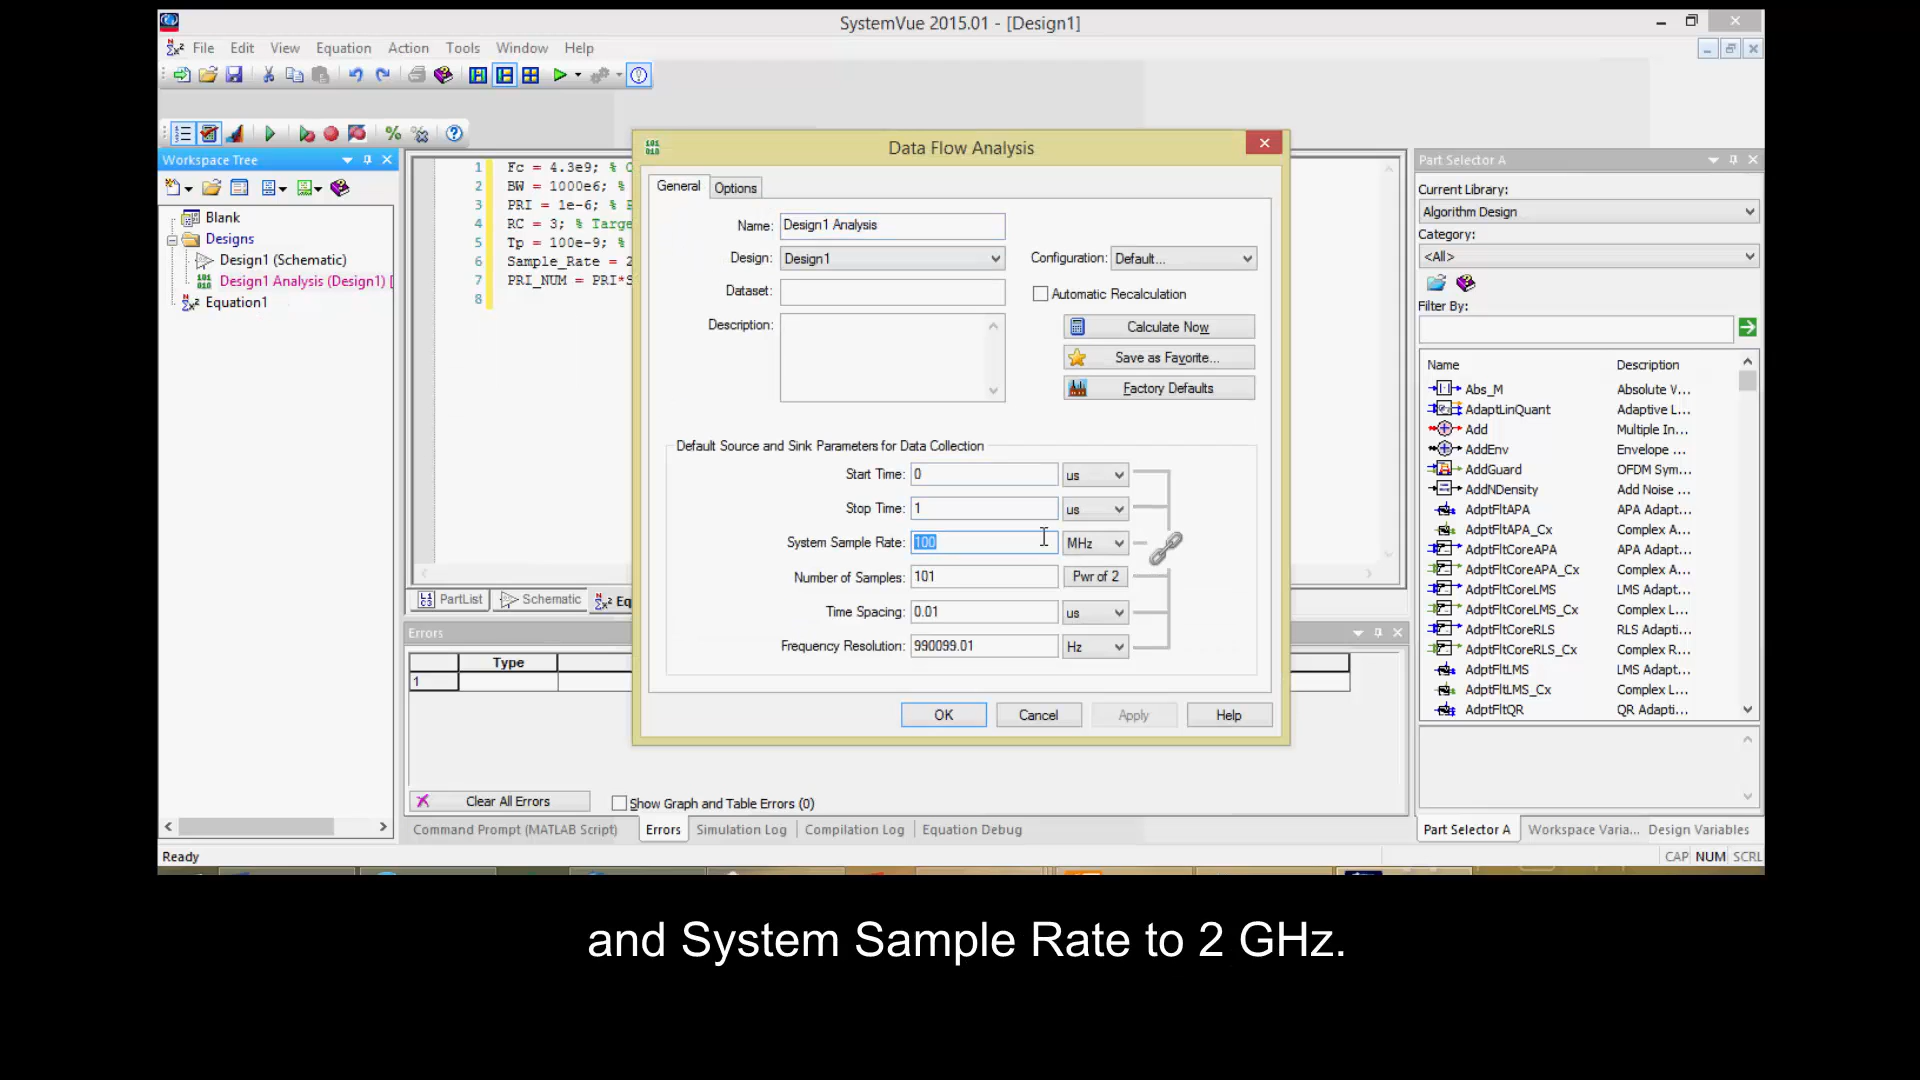 SystemVue 2015.01 - [Design1]
File Edit View Equation Action Tools Window Help
Workspace Tree
Blank
Designs
Design1 (Schematic)
Design1 Analysis (Design1) [
Equation1
1 Fc = 4.3e9; %
2 BW = 1000e6; %
3 PRI = 1e-6; %
4 RC = 3; % Targe
5 Tp = 100e-9; %
6 Sample_Rate = 2
7 PRI_NUM = PRI*
8
PartList Schematic Eq
Data Flow Analysis
General Options
Name: Design1 Analysis
Design: Design1
Configuration: Default...
Dataset:
Automatic Recalculation
Description:
Calculate Now
Save as Favorite...
Factory Defaults
Default Source and Sink Parameters for Data Collection
Start Time: 0 us
Stop Time: 1 us
System Sample Rate: 100 MHz
Number of Samples: 101 Pwr of 2
Time Spacing: 0.01 us
Frequency Resolution: 990099.01 Hz
OK Cancel Apply Help
Errors
Type
1
Clear All Errors Show Graph and Table Errors (0)
Command Prompt (MATLAB Script) Errors Simulation Log Compilation Log Equation Debug
Part Selector A
Current Library:
Algorithm Design
Category:
<All>
Filter By:
Name Description
Abs_M Absolute V...
AdaptLinQuant Adaptive L...
Add Multiple In...
AddEnv Envelope ...
AddGuard OFDM Sym...
AddNDensity Add Noise ...
AdptFltAPA APA Adapt...
AdptFltAPA_Cx Complex A...
AdptFltCoreAPA APA Adapt...
AdptFltCoreAPA_Cx Complex A...
AdptFltCoreLMS LMS Adapt...
AdptFltCoreLMS_Cx Complex L...
AdptFltCoreRLS RLS Adapti...
AdptFltCoreRLS_Cx Complex R...
AdptFltLMS LMS Adapt...
AdptFltLMS_Cx Complex L...
AdptFltQR QR Adapti...
Part Selector A Workspace Varia... Design Variables
Ready
CAP NUM SCRL
and System Sample Rate to 2 GHz.